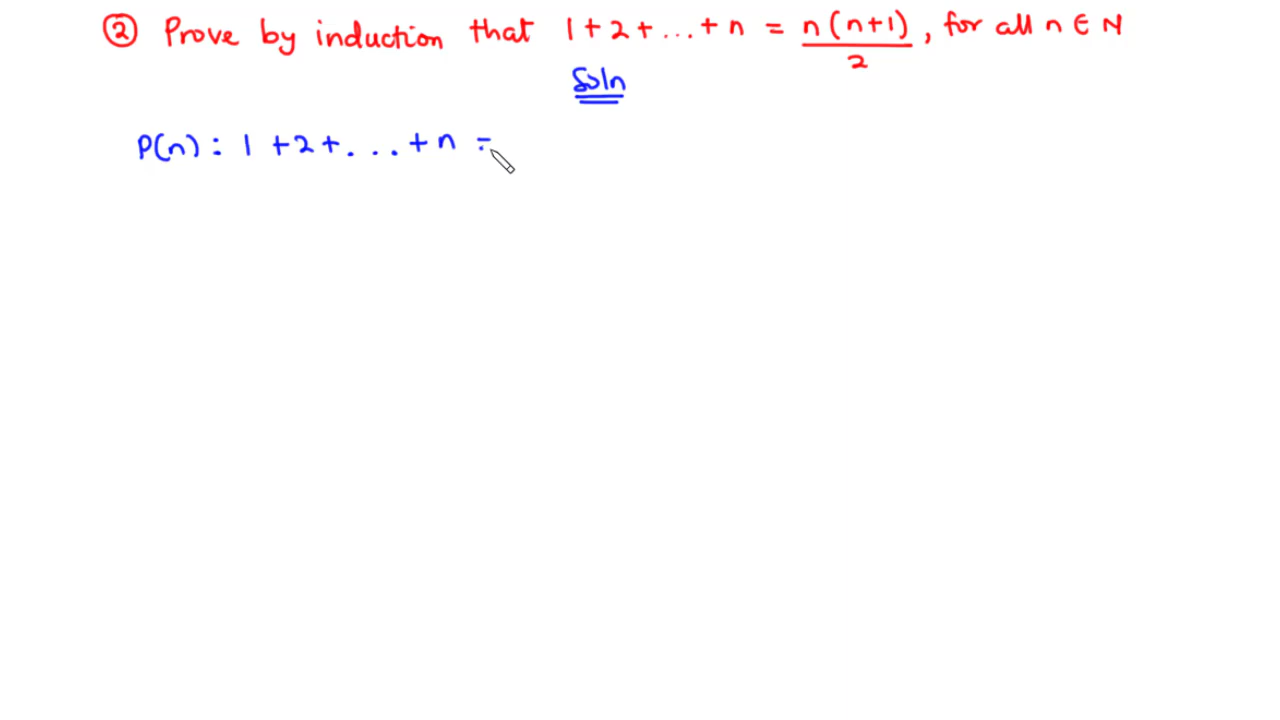 ② Prove by induction that 1+2+...+n = n(n+1)/2, for all n ∈ N
Soln
P(n): 1+2+...+n =